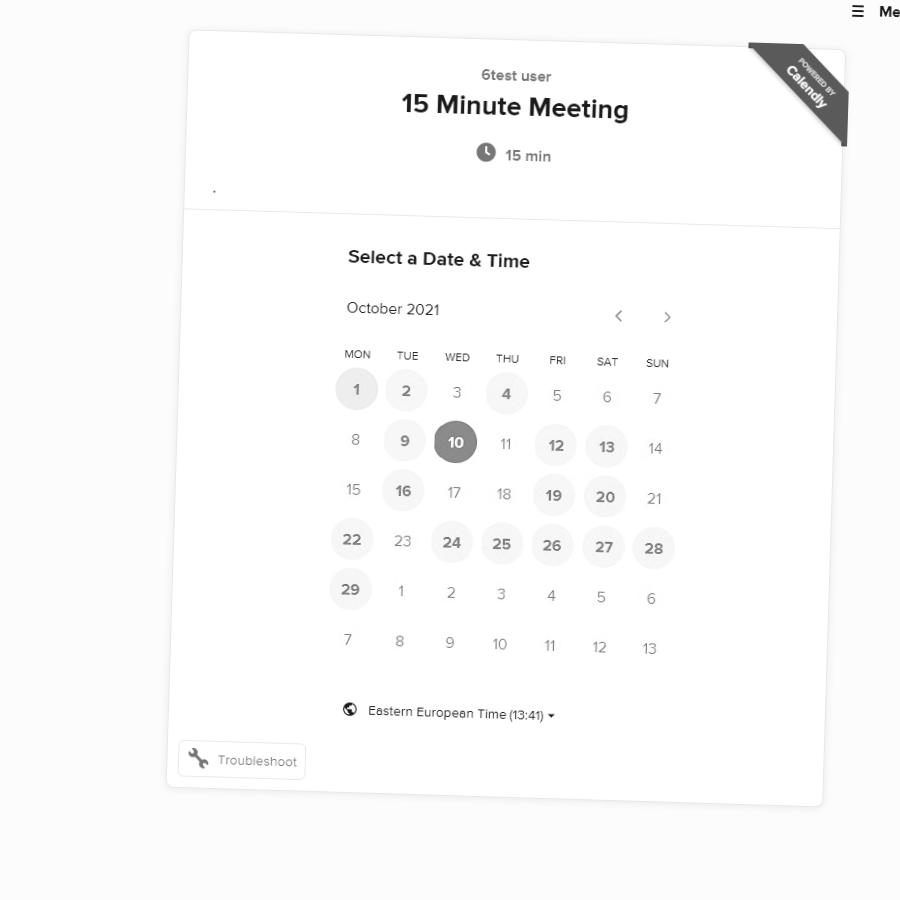 ☰ Me
POWERED BY
Calendly
6test user
15 Minute Meeting
15 min
.
Select a Date & Time
October 2021
MON TUE WED THU FRI SAT SUN
1 2 3 4 5 6 7
8 9 10 11 12 13 14
15 16 17 18 19 20 21
22 23 24 25 26 27 28
29 1 2 3 4 5 6
7 8 9 10 11 12 13
Eastern European Time (13:41)
Troubleshoot